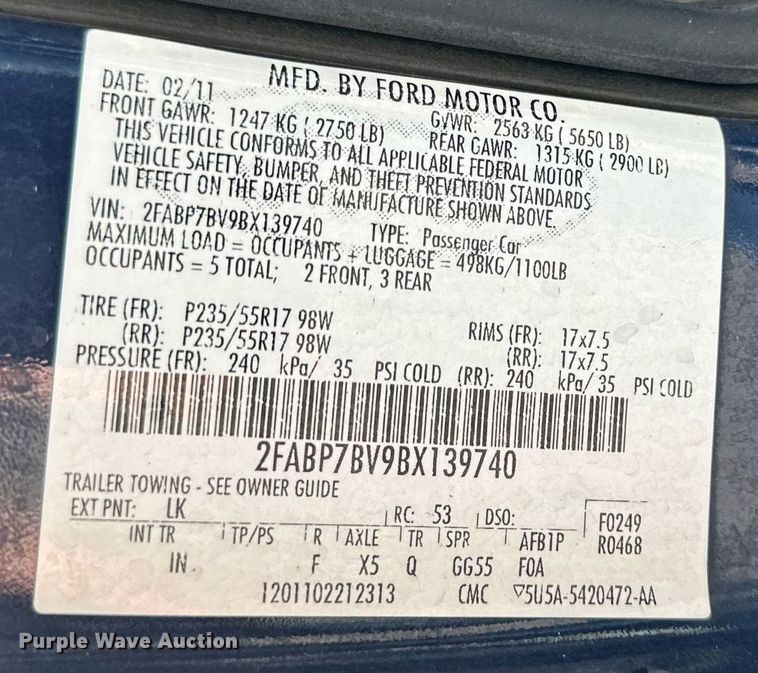 MFD. BY FORD MOTOR CO.
DATE: 02/11 GVWR: 2563 KG ( 5650 LB)
FRONT GAWR: 1247 KG ( 2750 LB) REAR GAWR: 1315 KG ( 2900 LB)
THIS VEHICLE CONFORMS TO ALL APPLICABLE FEDERAL MOTOR
VEHICLE SAFETY, BUMPER, AND THEFT PREVENTION STANDARDS
IN EFFECT ON THE DATE OF MANUFACTURE SHOWN ABOVE.
VIN: 2FABP7BV9BX139740 TYPE: Passenger Car
MAXIMUM LOAD = OCCUPANTS + LUGGAGE = 498KG/1100LB
OCCUPANTS = 5 TOTAL; 2 FRONT, 3 REAR
TIRE (FR): P235/55R17 98W RIMS (FR): 17x7.5
(RR): P235/55R17 98W (RR): 17x7.5
PRESSURE (FR): 240 kPa/ 35 PSI COLD (RR): 240 kPa/ 35 PSI COLD
2FABP7BV9BX139740
TRAILER TOWING - SEE OWNER GUIDE
EXT PNT: LK RC: 53 DSO: F0249
INT TR TP/PS R AXLE TR SPR AFB1P R0468
IN F X5 Q GG55 F0A
1201102212313 CMC ▽5U5A-5420472-AA
Purple Wave Auction